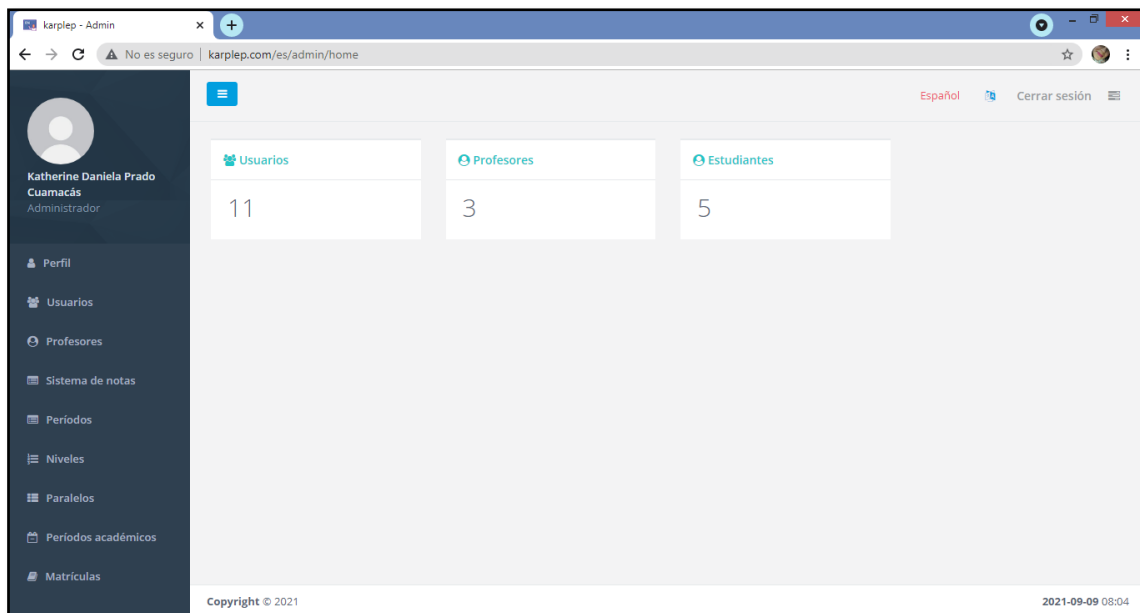 karplep - Admin
No es seguro | karplep.com/es/admin/home
Español
Cerrar sesión
Katherine Daniela Prado
Cuamacás
Administrador
Perfil
Usuarios
Profesores
Sistema de notas
Períodos
Niveles
Paralelos
Períodos académicos
Matrículas
Usuarios
11
Profesores
3
Estudiantes
5
Copyright © 2021
2021-09-09 08:04